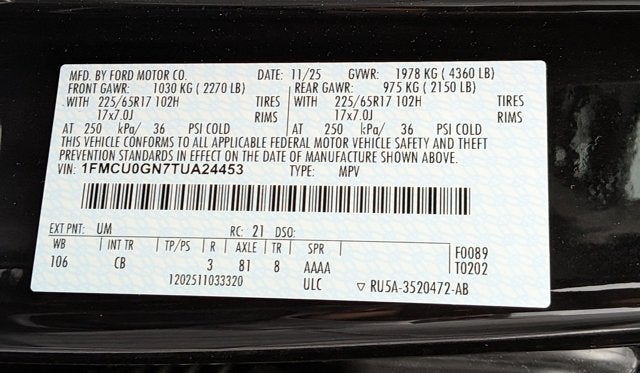 MFD. BY FORD MOTOR CO. DATE: 11/25 GVWR: 1978 KG ( 4360 LB)
FRONT GAWR: 1030 KG ( 2270 LB) REAR GAWR: 975 KG ( 2150 LB)
WITH 225/65R17 102H TIRES WITH 225/65R17 102H TIRES
17x7.0J RIMS 17x7.0J RIMS
AT 250 kPa/ 36 PSI COLD AT 250 kPa/ 36 PSI COLD
THIS VEHICLE CONFORMS TO ALL APPLICABLE FEDERAL MOTOR VEHICLE SAFETY AND THEFT
PREVENTION STANDARDS IN EFFECT ON THE DATE OF MANUFACTURE SHOWN ABOVE.
VIN: 1FMCU0GN7TUA24453 TYPE: MPV
EXT PNT: UM RC: 21 DSO:
WB INT TR TP/PS R AXLE TR SPR F0089
106 CB 3 81 8 AAAA T0202
1202511033320 ULC ▽ RU5A-3520472-AB